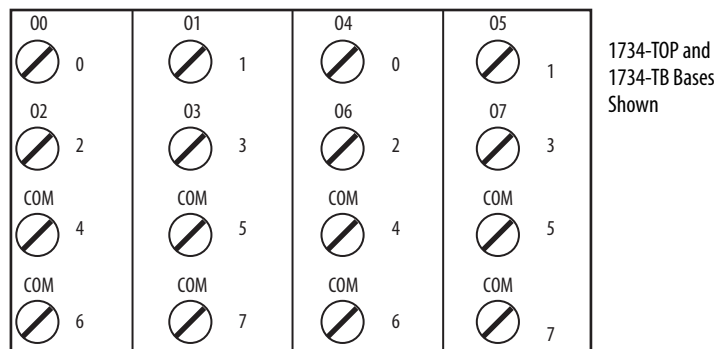 00 01 04 05
0 1 0 1
02 03 06 07
2 3 2 3
COM COM COM COM
4 5 4 5
COM COM COM COM
6 7 6 7
1734-TOP and
1734-TB Bases
Shown